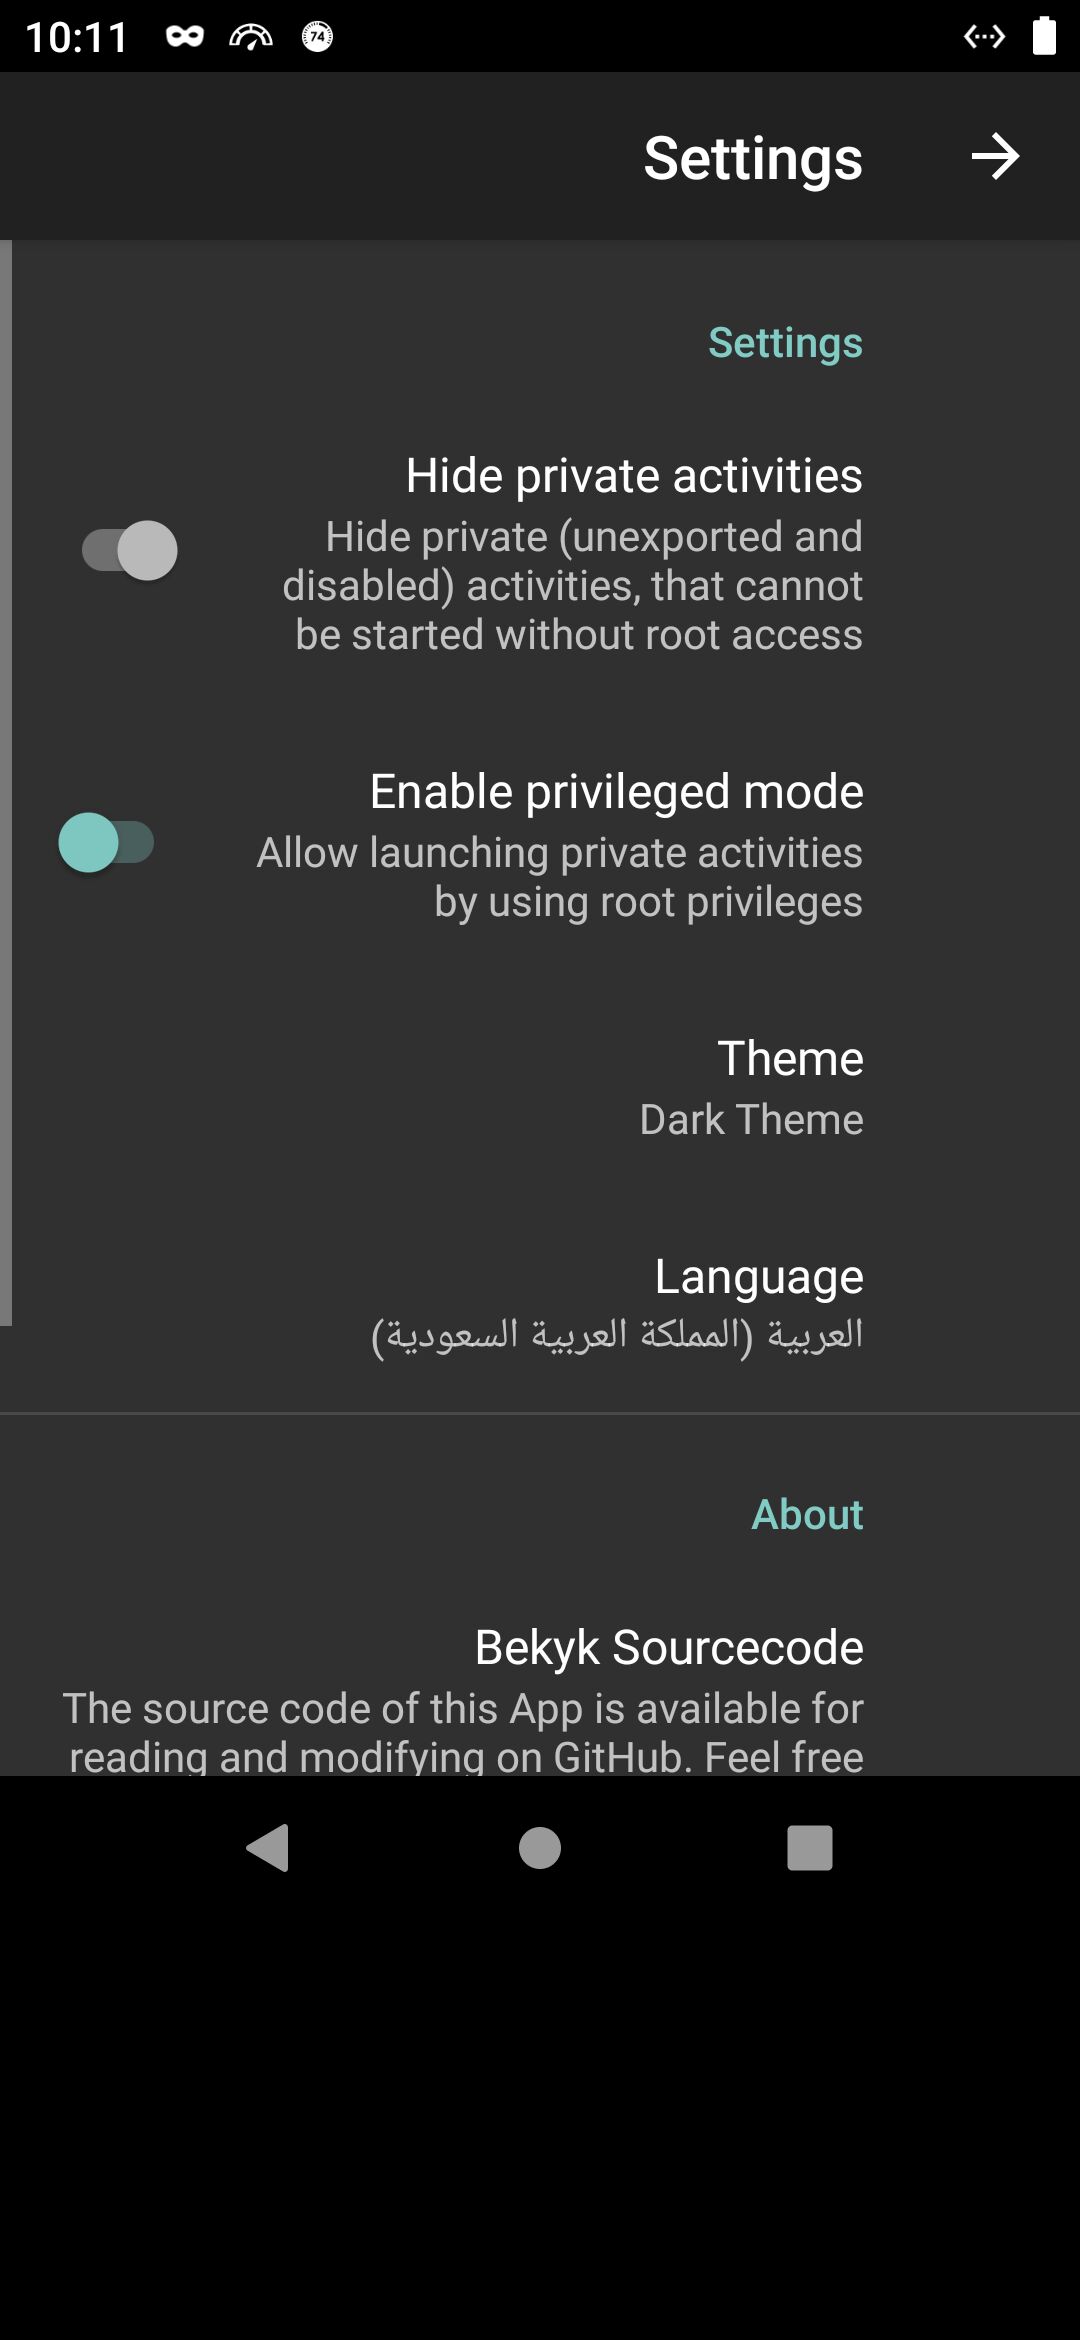 10:11
74
Settings
Settings
Hide private activities
Hide private (unexported and
disabled) activities, that cannot
be started without root access
Enable privileged mode
Allow launching private activities
by using root privileges
Theme
Dark Theme
Language
العربية (المملكة العربية السعودية)
About
Bekyk Sourcecode
The source code of this App is available for
reading and modifying on GitHub. Feel free